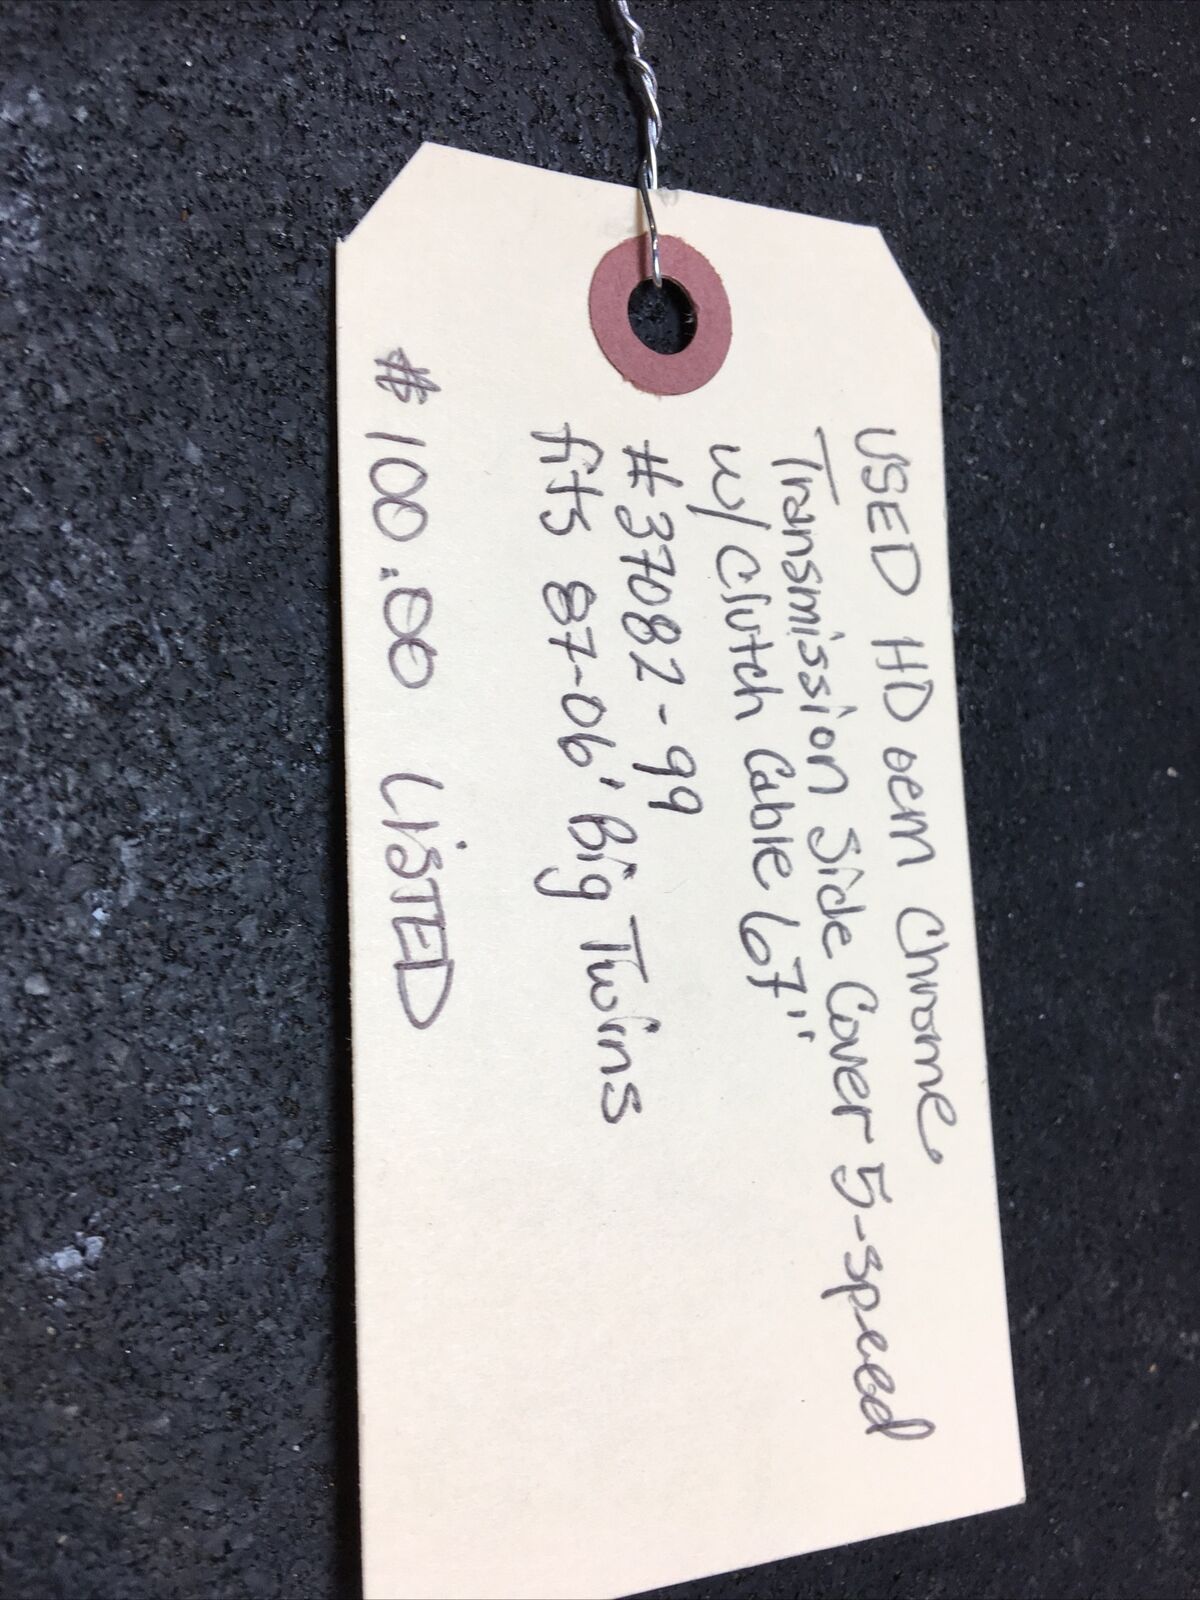 USED HD oem Chrome
Transmission Side Cover 5-speed
w/ Clutch Cable 67"
#37082-99
fits 87-06' Big Twins
$100.00 LISTED